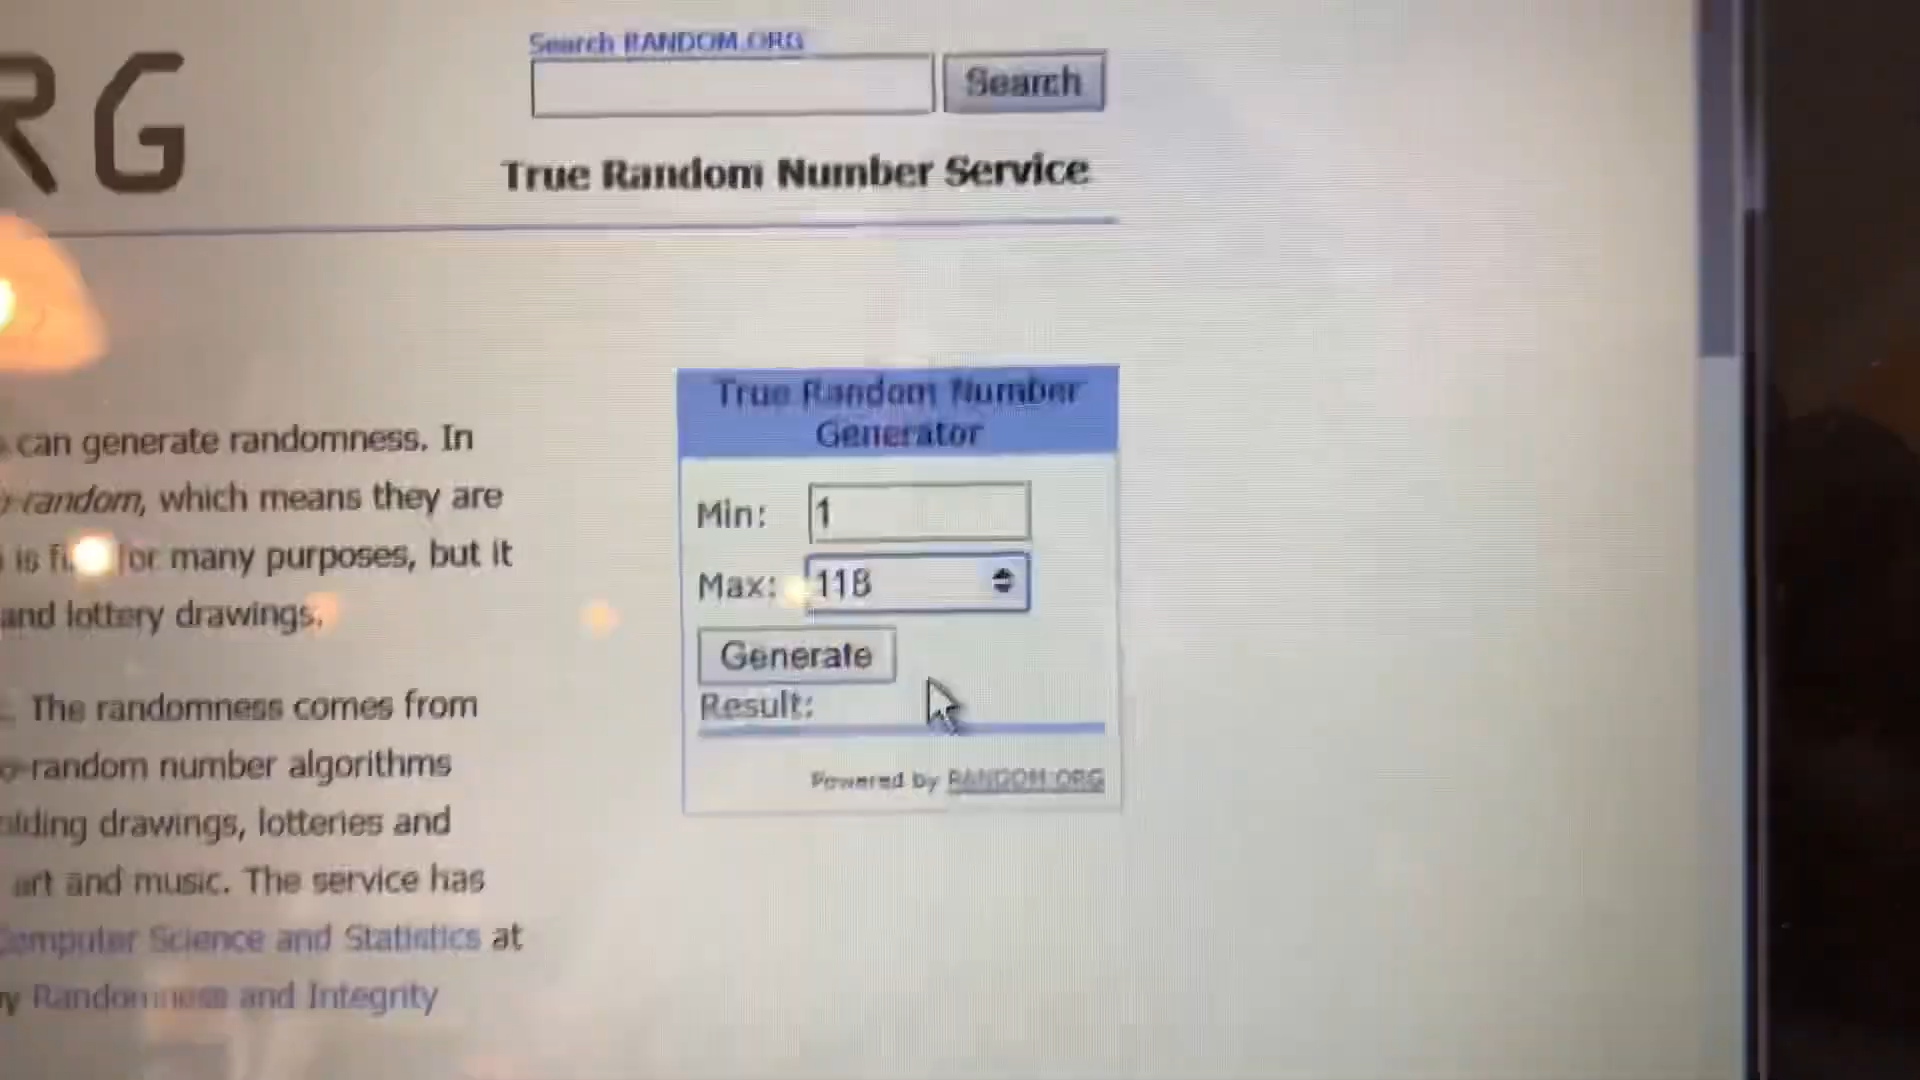 RG
Search RANDOM.ORG
Search
True Random Number Service
can generate randomness. In
random, which means they are
is for many purposes, but it
and lottery drawings.
The randomness comes from
random number algorithms
drawings, lotteries and
art and music. The service has
Computer Science and Statistics at
Randomness and Integrity
True Random Number
Generator
Min: 1
Max: 118
Generate
Result:
Powered by RANDOM.ORG